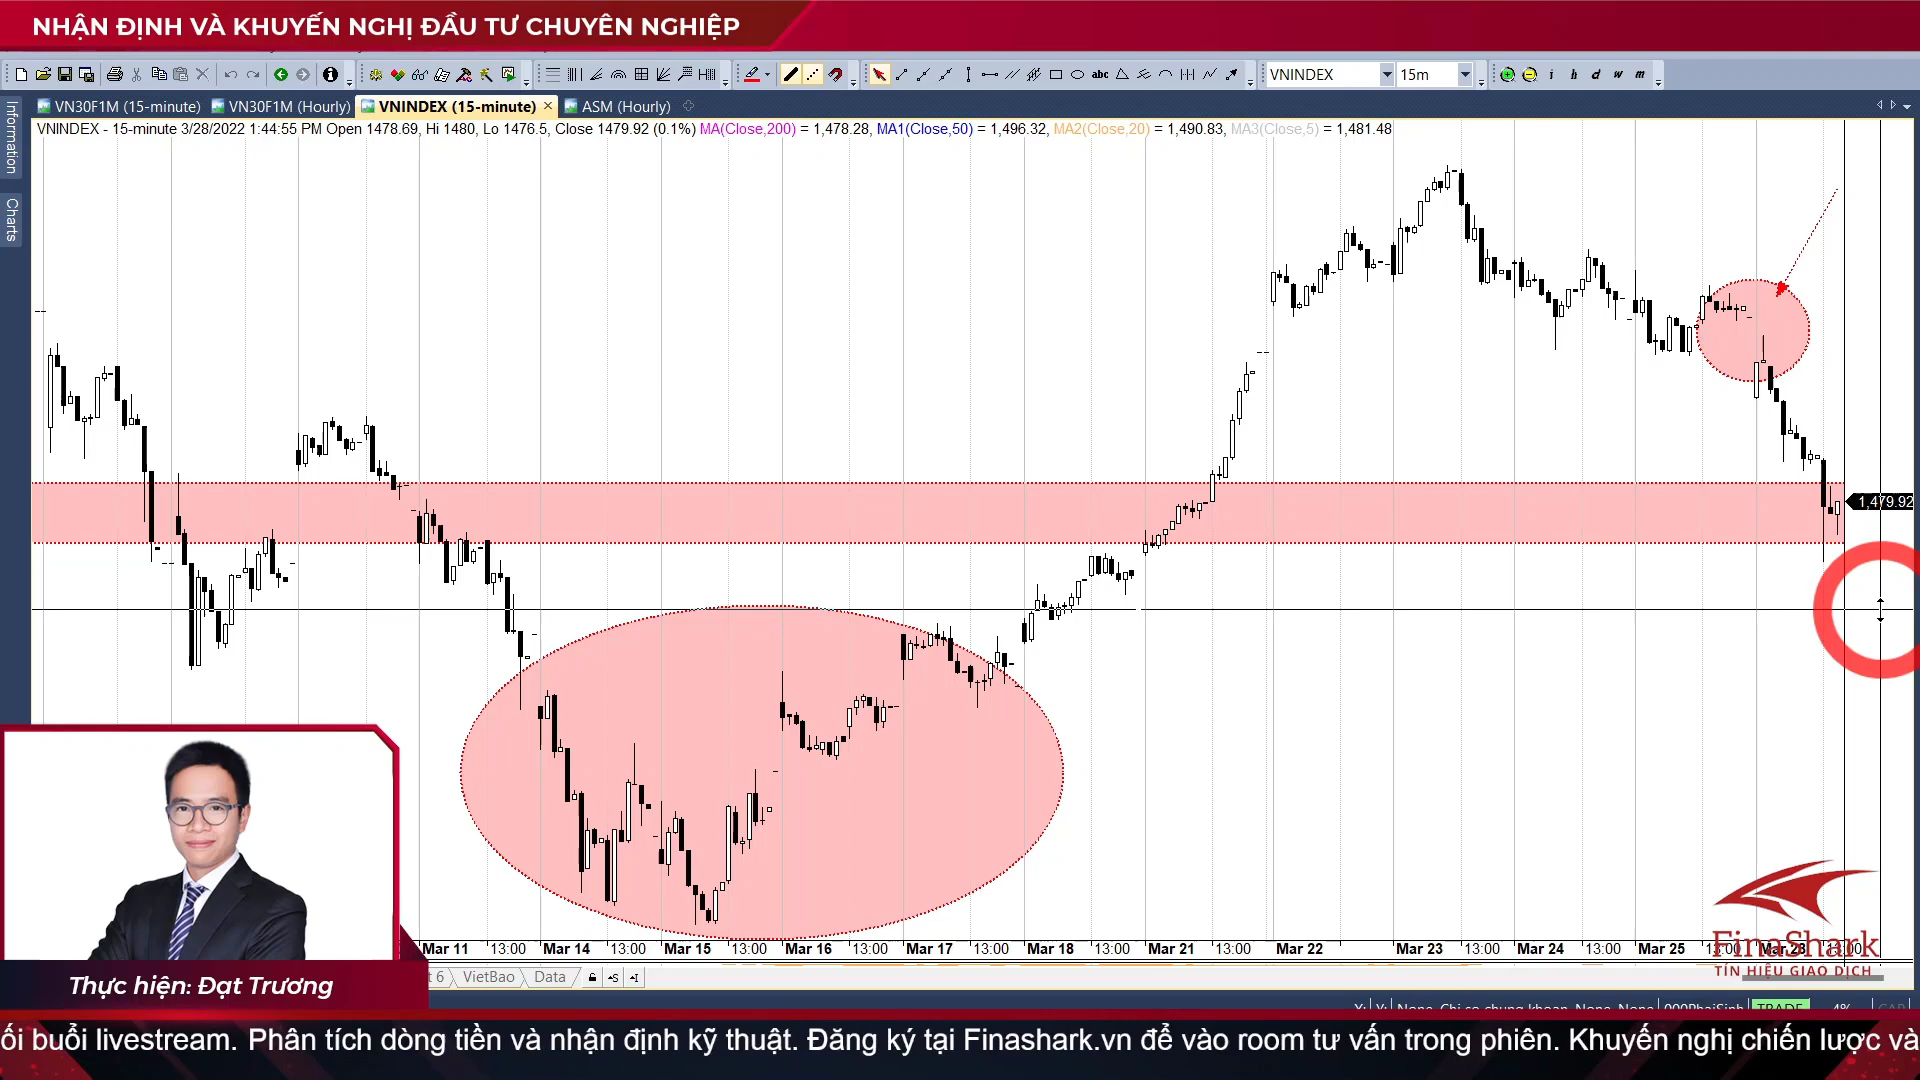 NHẬN ĐỊNH VÀ KHUYẾN NGHỊ ĐẦU TƯ CHUYÊN NGHIỆP
abc
VNINDEX
15m
i h d w m
Information
Charts
VN30F1M (15-minute)
VN30F1M (Hourly)
VNINDEX (15-minute)
ASM (Hourly)
VNINDEX - 15-minute 3/28/2022 1:44:55 PM Open 1478.69, Hi 1480, Lo 1476.5, Close 1479.92 (0.1%) MA(Close,200) = 1,478.28, MA1(Close,50) = 1,496.32, MA2(Close,20) = 1,490.83, MA3(Close,5) = 1,481.48
1,479.92
Mar 11 13:00 Mar 14 13:00 Mar 15 13:00 Mar 16 13:00 Mar 17 13:00 Mar 18 13:00 Mar 21 13:00 Mar 22 Mar 23 13:00 Mar 24 13:00 Mar 25 13:00 Mar 28 13:00
FinaShark
TÍN HIỆU GIAO DỊCH
6 VietBao Data
Thực hiện: Đạt Trương
ối buổi livestream. Phân tích dòng tiền và nhận định kỹ thuật. Đăng ký tại Finashark.vn để vào room tư vấn trong phiên. Khuyến nghị chiến lược và